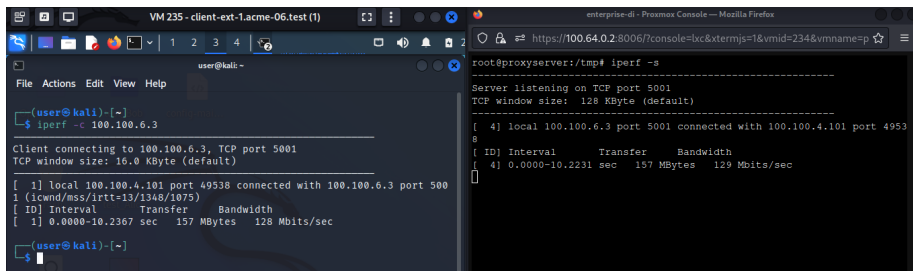 VM 235 - client-ext-1.acme-06.test (1)
1 2 3 4
user@kali: ~
File Actions Edit View Help
┌──(user㉿kali)-[~]
└─$ iperf -c 100.100.6.3
------------------------------------------------------------
Client connecting to 100.100.6.3, TCP port 5001
TCP window size: 16.0 KByte (default)
------------------------------------------------------------
[  1] local 100.100.4.101 port 49538 connected with 100.100.6.3 port 500
1 (icwnd/mss/irtt=13/1348/1075)
[ ID] Interval       Transfer     Bandwidth
[  1] 0.0000-10.2367 sec   157 MBytes   128 Mbits/sec
┌──(user㉿kali)-[~]
└─$
enterprise-di - Proxmox Console — Mozilla Firefox
https://100.64.0.2:8006/?console=lxc&xtermjs=1&vmid=234&vmname=p
root@proxyserver:/tmp# iperf -s
------------------------------------------------------------
Server listening on TCP port 5001
TCP window size:  128 KByte (default)
------------------------------------------------------------
[  4] local 100.100.6.3 port 5001 connected with 100.100.4.101 port 4953
8
[ ID] Interval       Transfer     Bandwidth
[  4] 0.0000-10.2231 sec   157 MBytes   129 Mbits/sec